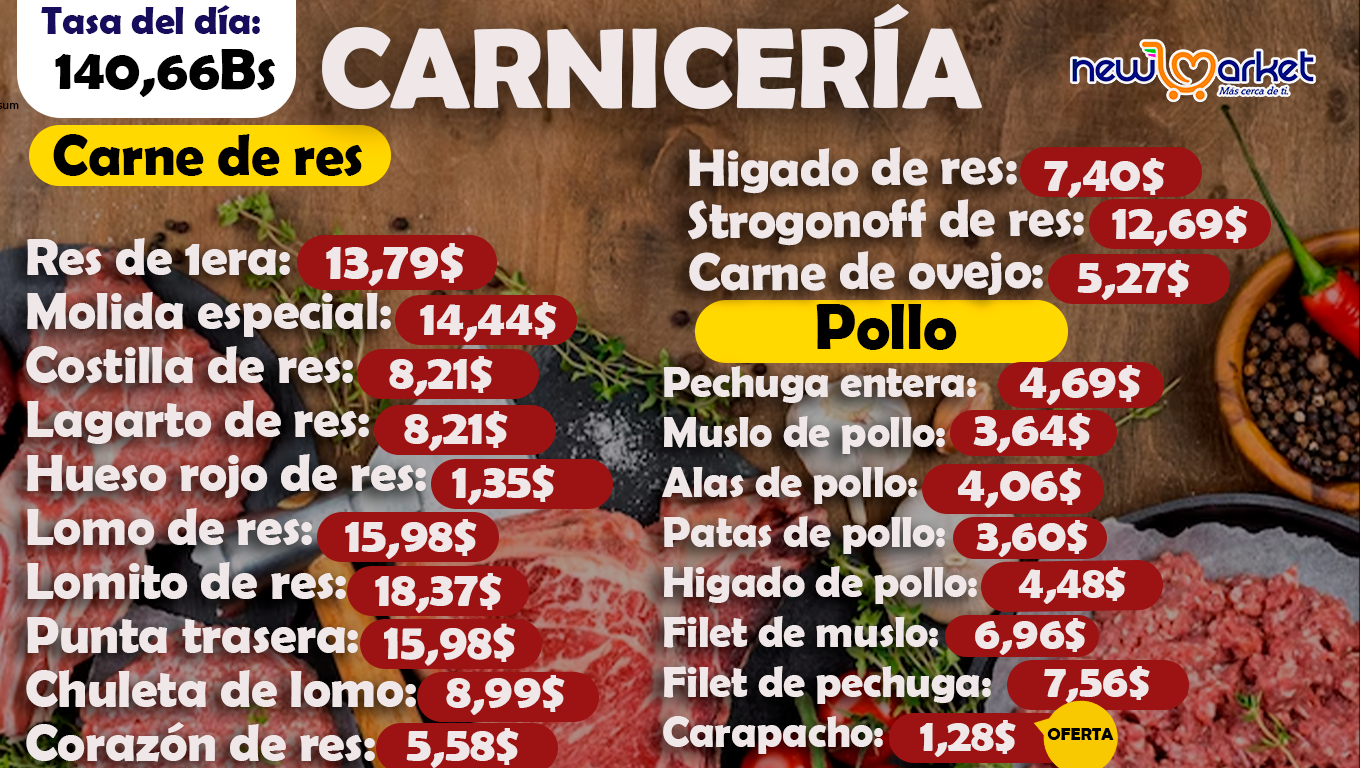 Tasa del día:
140,66Bs
sum
CARNICERÍA
new market
Más cerca de ti.
Carne de res
Res de 1era: 13,79$
Molida especial: 14,44$
Costilla de res: 8,21$
Lagarto de res: 8,21$
Hueso rojo de res: 1,35$
Lomo de res: 15,98$
Lomito de res: 18,37$
Punta trasera: 15,98$
Chuleta de lomo: 8,99$
Corazón de res: 5,58$
Higado de res: 7,40$
Strogonoff de res: 12,69$
Carne de ovejo: 5,27$
Pollo
Pechuga entera: 4,69$
Muslo de pollo: 3,64$
Alas de pollo: 4,06$
Patas de pollo: 3,60$
Higado de pollo: 4,48$
Filet de muslo: 6,96$
Filet de pechuga: 7,56$
Carapacho: 1,28$ OFERTA